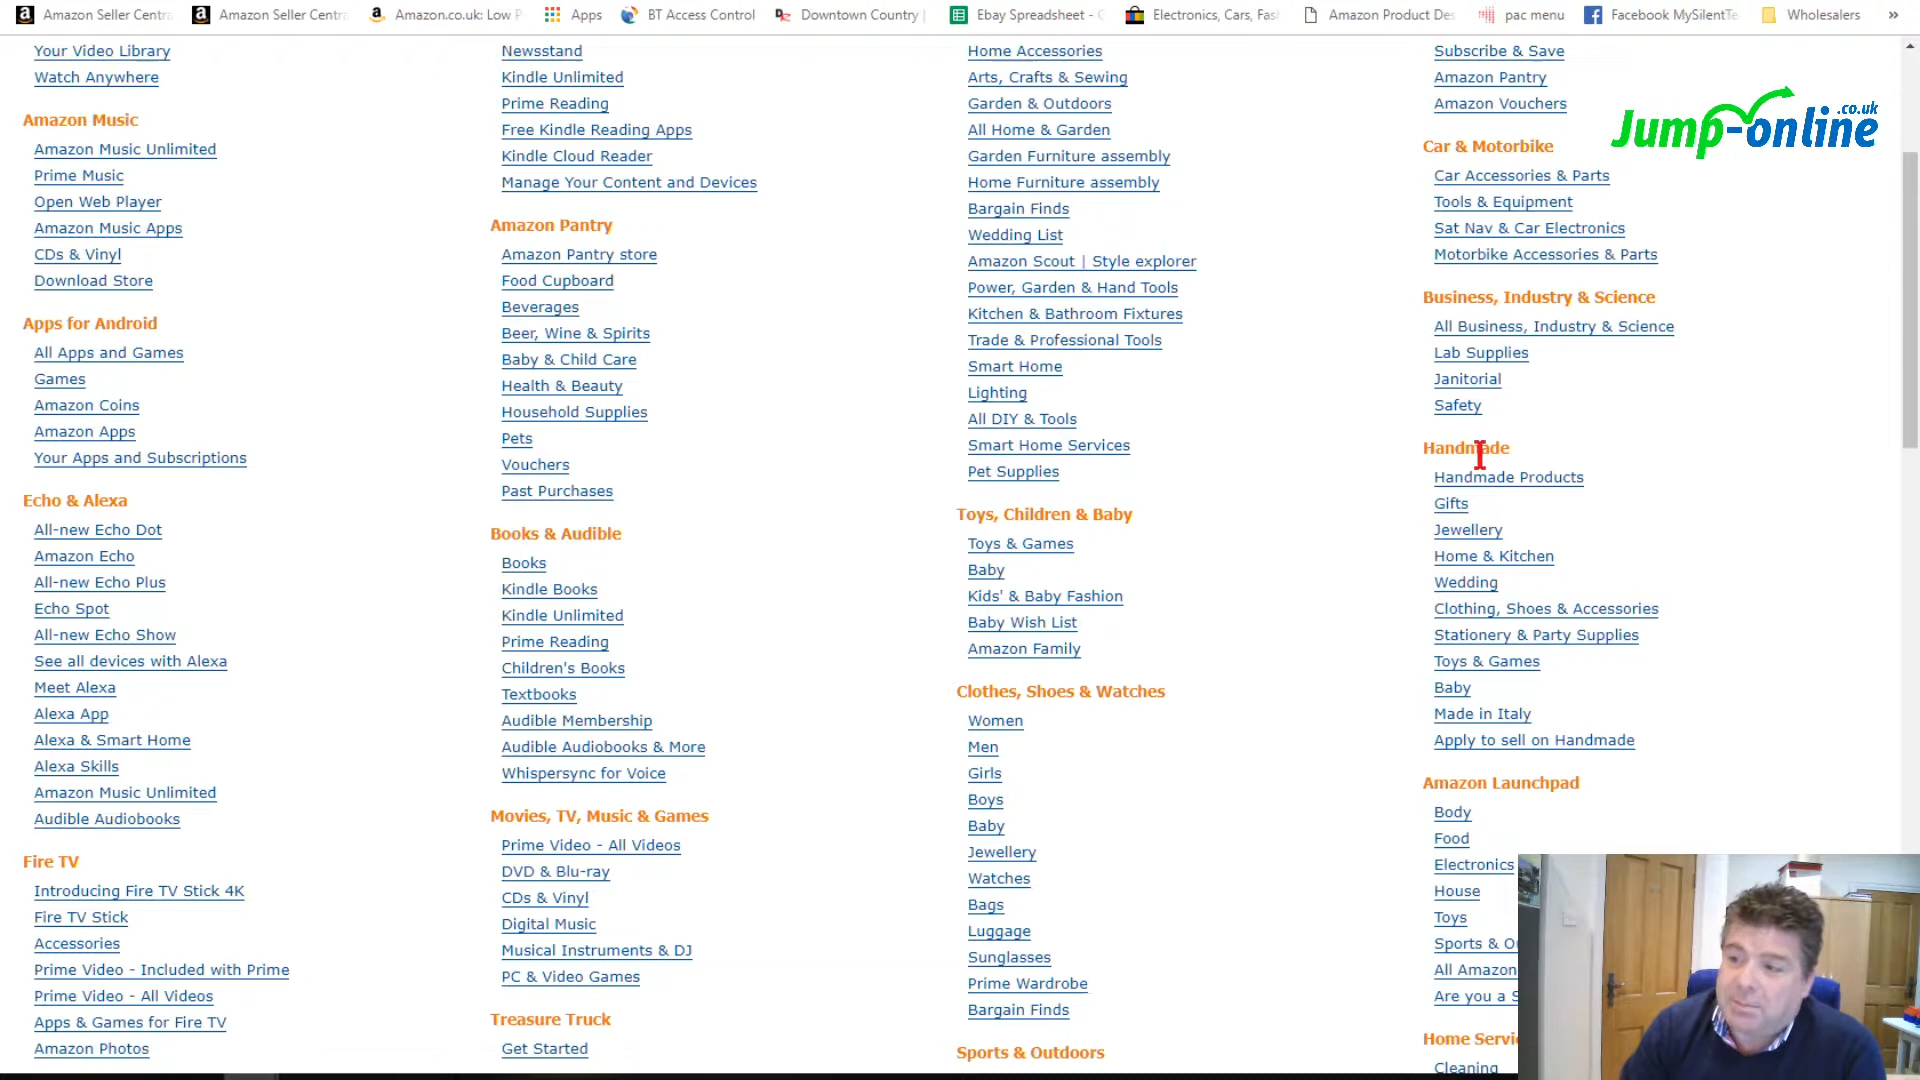 Amazon Seller Centra
Amazon Seller Centra
Amazon.co.uk: Low P
Apps
BT Access Control
Downtown Country |
Ebay Spreadsheet - G
Electronics, Cars, Fas
Amazon Product Des
pac menu
Facebook MySilentTe
Wholesalers
»
Your Video Library
Watch Anywhere
Amazon Music
Amazon Music Unlimited
Prime Music
Open Web Player
Amazon Music Apps
CDs & Vinyl
Download Store
Apps for Android
All Apps and Games
Games
Amazon Coins
Amazon Apps
Your Apps and Subscriptions
Echo & Alexa
All-new Echo Dot
Amazon Echo
All-new Echo Plus
Echo Spot
All-new Echo Show
See all devices with Alexa
Meet Alexa
Alexa App
Alexa & Smart Home
Alexa Skills
Amazon Music Unlimited
Audible Audiobooks
Fire TV
Introducing Fire TV Stick 4K
Fire TV Stick
Accessories
Prime Video - Included with Prime
Prime Video - All Videos
Apps & Games for Fire TV
Amazon Photos
Newsstand
Kindle Unlimited
Prime Reading
Free Kindle Reading Apps
Kindle Cloud Reader
Manage Your Content and Devices
Amazon Pantry
Amazon Pantry store
Food Cupboard
Beverages
Beer, Wine & Spirits
Baby & Child Care
Health & Beauty
Household Supplies
Pets
Vouchers
Past Purchases
Books & Audible
Books
Kindle Books
Kindle Unlimited
Prime Reading
Children's Books
Textbooks
Audible Membership
Audible Audiobooks & More
Whispersync for Voice
Movies, TV, Music & Games
Prime Video - All Videos
DVD & Blu-ray
CDs & Vinyl
Digital Music
Musical Instruments & DJ
PC & Video Games
Treasure Truck
Get Started
Home Accessories
Arts, Crafts & Sewing
Garden & Outdoors
All Home & Garden
Garden Furniture assembly
Home Furniture assembly
Bargain Finds
Wedding List
Amazon Scout | Style explorer
Power, Garden & Hand Tools
Kitchen & Bathroom Fixtures
Trade & Professional Tools
Smart Home
Lighting
All DIY & Tools
Smart Home Services
Pet Supplies
Toys, Children & Baby
Toys & Games
Baby
Kids' & Baby Fashion
Baby Wish List
Amazon Family
Clothes, Shoes & Watches
Women
Men
Girls
Boys
Baby
Jewellery
Watches
Bags
Luggage
Sunglasses
Prime Wardrobe
Bargain Finds
Sports & Outdoors
Subscribe & Save
Amazon Pantry
Amazon Vouchers
Jump-online.co.uk
Car & Motorbike
Car Accessories & Parts
Tools & Equipment
Sat Nav & Car Electronics
Motorbike Accessories & Parts
Business, Industry & Science
All Business, Industry & Science
Lab Supplies
Janitorial
Safety
Handmade
Handmade Products
Gifts
Jewellery
Home & Kitchen
Wedding
Clothing, Shoes & Accessories
Stationery & Party Supplies
Toys & Games
Baby
Made in Italy
Apply to sell on Handmade
Amazon Launchpad
Body
Food
Electronics
House
Toys
Sports & Ou
All Amazon
Are you a S
Home Servic
Cleaning